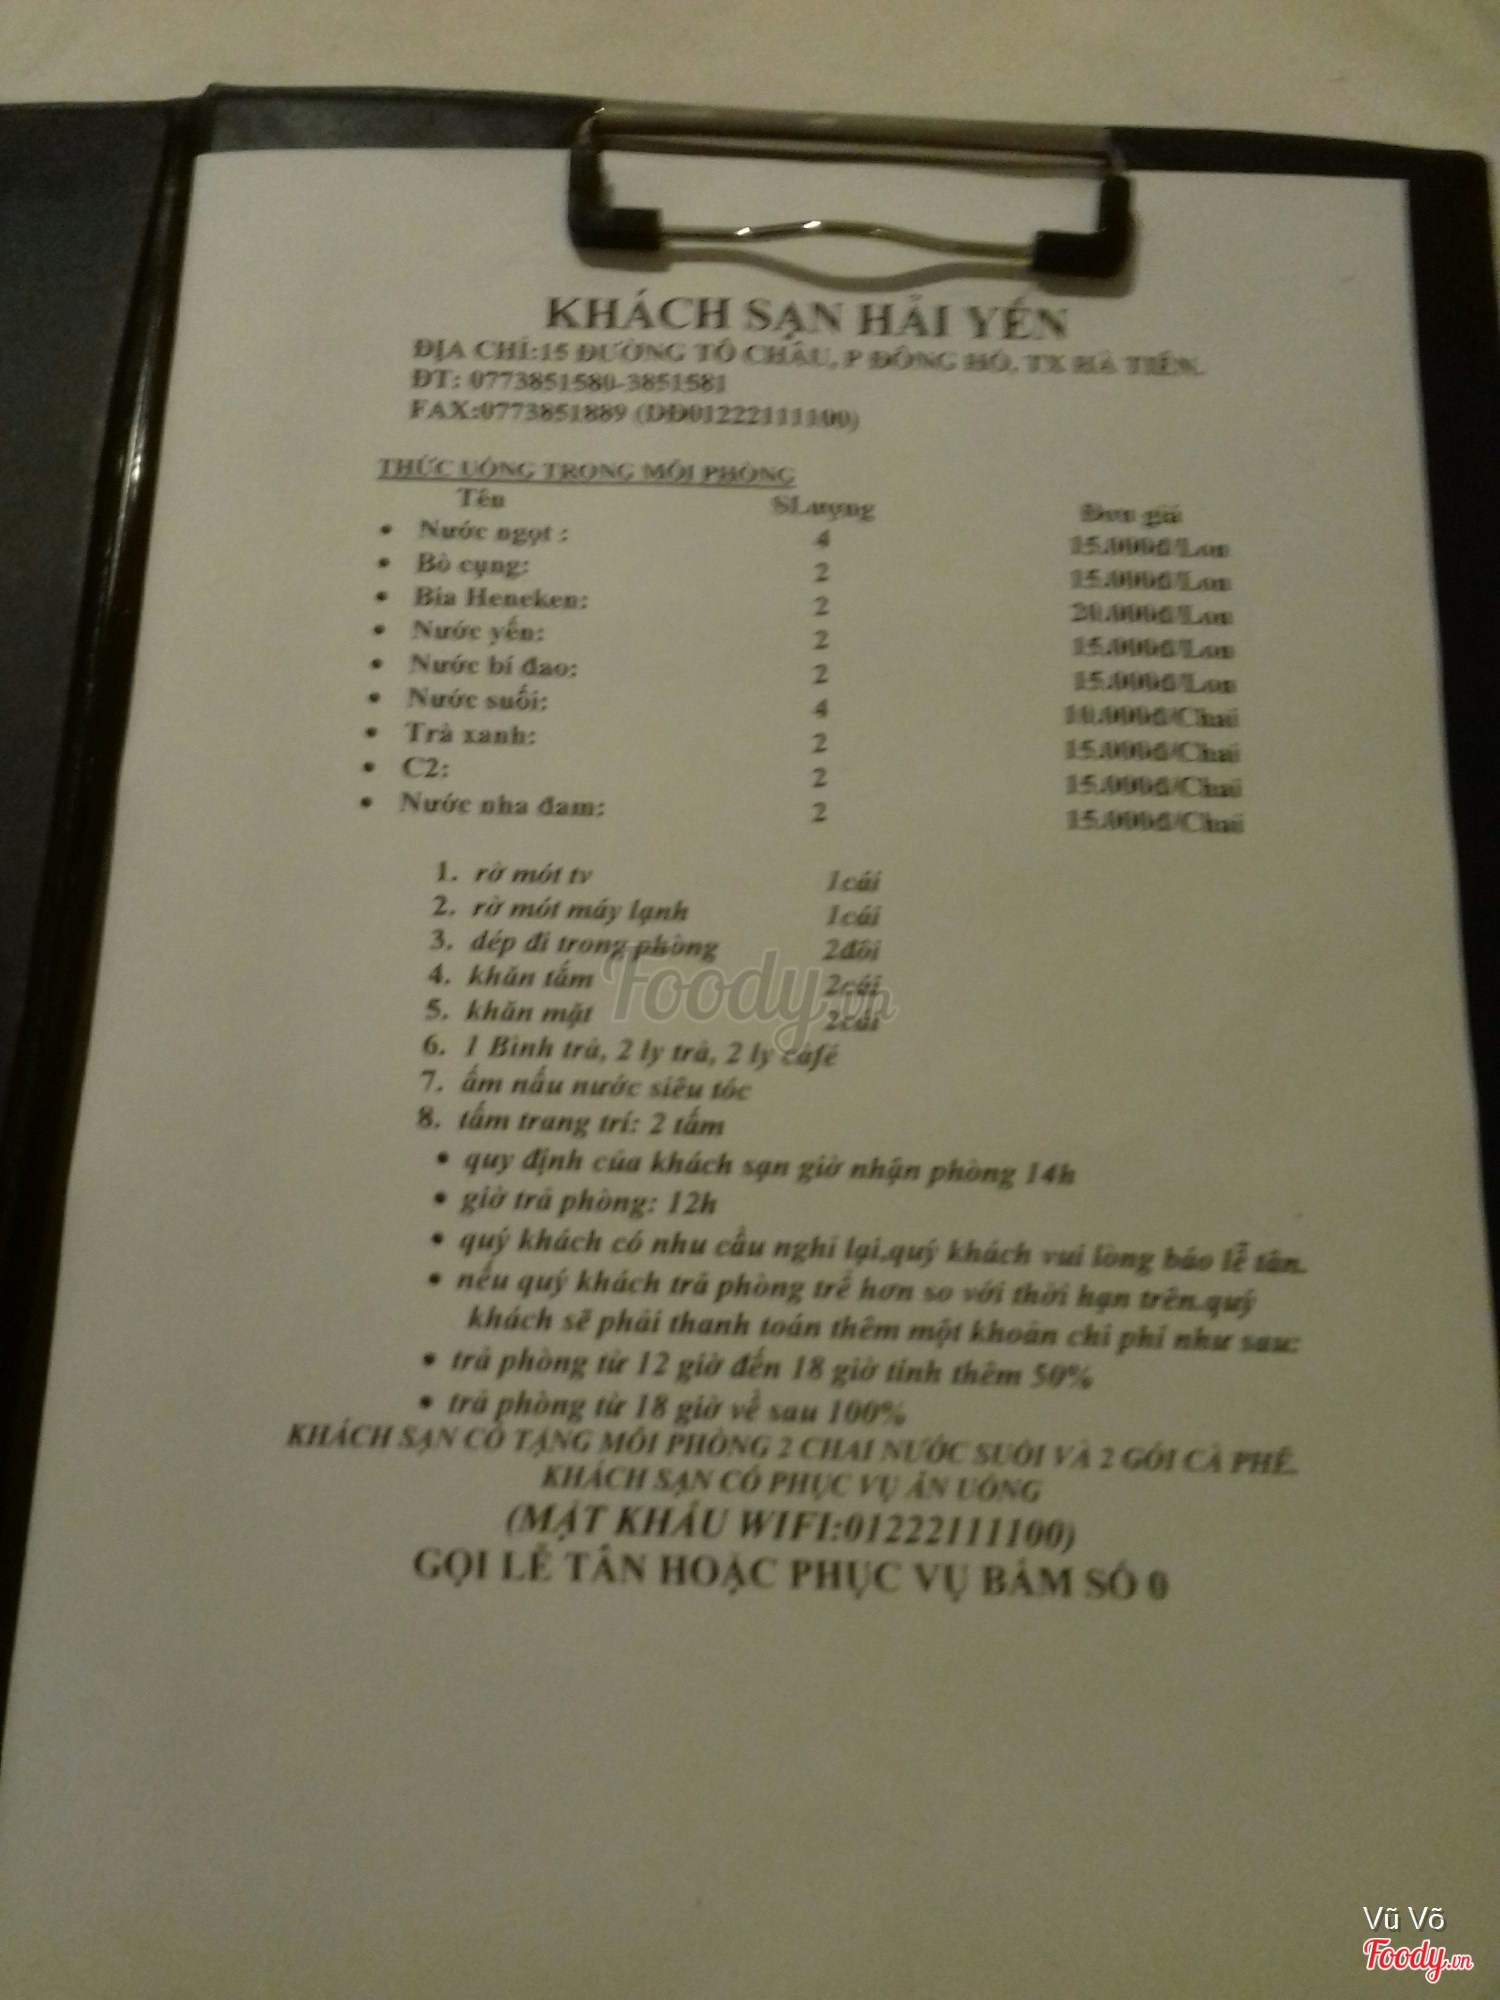 KHÁCH SẠN HẢI YẾN
ĐỊA CHỈ:15 ĐƯỜNG TÔ CHÂU, P ĐÔNG HỒ, TX HÀ TIÊN.
ĐT: 0773851580-3851581
FAX:0773851889 (DĐ01222111100)
THỨC UỐNG TRONG MỖI PHÒNG
Tên SLượng Đơn giá
• Nước ngọt : 4 15.000đ/Lon
• Bò cụng: 2 15.000đ/Lon
• Bia Heneken: 2 20.000đ/Lon
• Nước yến: 2 15.000đ/Lon
• Nước bí đao: 2 15.000đ/Lon
• Nước suối: 4 10.000đ/Chai
• Trà xanh: 2 15.000đ/Chai
• C2: 2 15.000đ/Chai
• Nước nha đam: 2 15.000đ/Chai
1. rờ mót tv 1cái
2. rờ mót máy lạnh 1cái
3. dép đi trong phòng 2đôi
4. khăn tắm 2cái
5. khăn mặt 2cái
6. 1 Bình trà, 2 ly trà, 2 ly café
7. ấm nấu nước siêu tóc
8. tấm trang trí: 2 tấm
• quy định của khách sạn giờ nhận phòng 14h
• giờ trả phòng: 12h
• quý khách có nhu cầu nghỉ lại,quý khách vui lòng báo lễ tân.
• nếu quý khách trả phòng trể hơn so với thời hạn trên.quý
khách sẽ phải thanh toán thêm một khoản chi phí như sau:
• trả phòng từ 12 giờ đến 18 giờ tính thêm 50%
• trả phòng từ 18 giờ về sau 100%
KHÁCH SẠN CÓ TẶNG MỖI PHÒNG 2 CHAI NƯỚC SUỐI VÀ 2 GÓI CÀ PHÊ.
KHÁCH SẠN CÓ PHỤC VỤ ĂN UỐNG
(MẬT KHẨU WIFI:01222111100)
GỌI LỄ TÂN HOẶC PHỤC VỤ BẤM SỐ 0
Foody.vn
Vũ Võ
Foody.vn